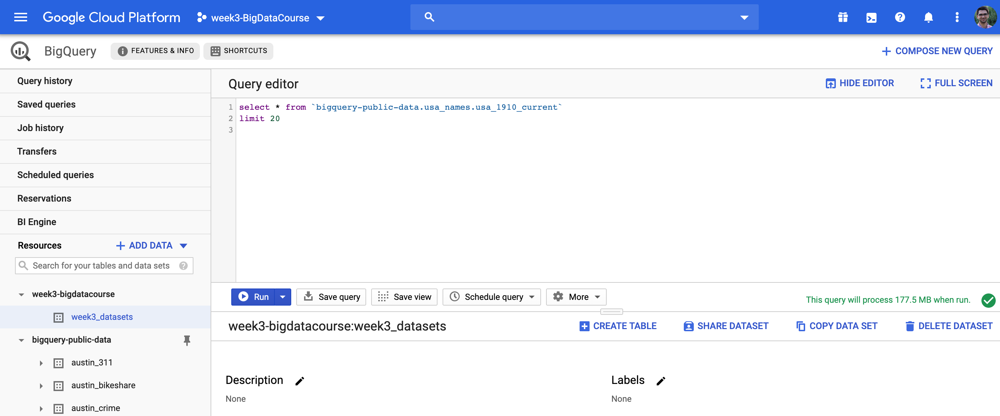 Google Cloud Platform
week3-BigDataCourse
BigQuery
FEATURES & INFO
SHORTCUTS
COMPOSE NEW QUERY
Query history
Saved queries
Job history
Transfers
Scheduled queries
Reservations
BI Engine
Resources
ADD DATA
Search for your tables and data sets
week3-bigdatacourse
week3_datasets
bigquery-public-data
austin_311
austin_bikeshare
austin_crime
Query editor
HIDE EDITOR
FULL SCREEN
1 select * from `bigquery-public-data.usa_names.usa_1910_current`
2 limit 20
3
Run
Save query
Save view
Schedule query
More
This query will process 177.5 MB when run.
week3-bigdatacourse:week3_datasets
CREATE TABLE
SHARE DATASET
COPY DATA SET
DELETE DATASET
Description
None
Labels
None